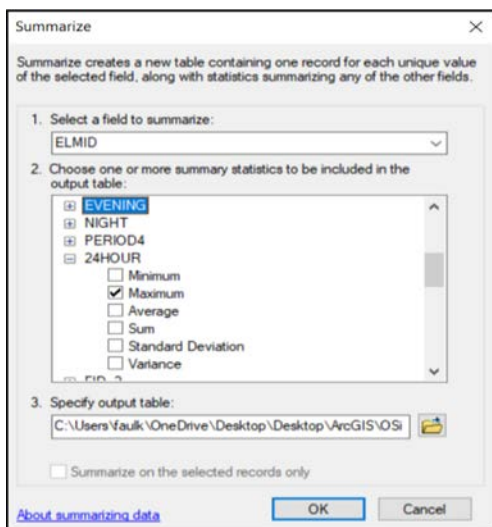 Summarize
Summarize creates a new table containing one record for each unique value
of the selected field, along with statistics summarizing any of the other fields.
1. Select a field to summarize:
ELMID
2. Choose one or more summary statistics to be included in the
output table:
EVENING
NIGHT
PERIOD4
24HOUR
Minimum
Maximum
Average
Sum
Standard Deviation
Variance
3. Specify output table:
C:\Users\faulk\OneDrive\Desktop\Desktop\ArcGIS\OSi
Summarize on the selected records only
About summarizing data
OK
Cancel